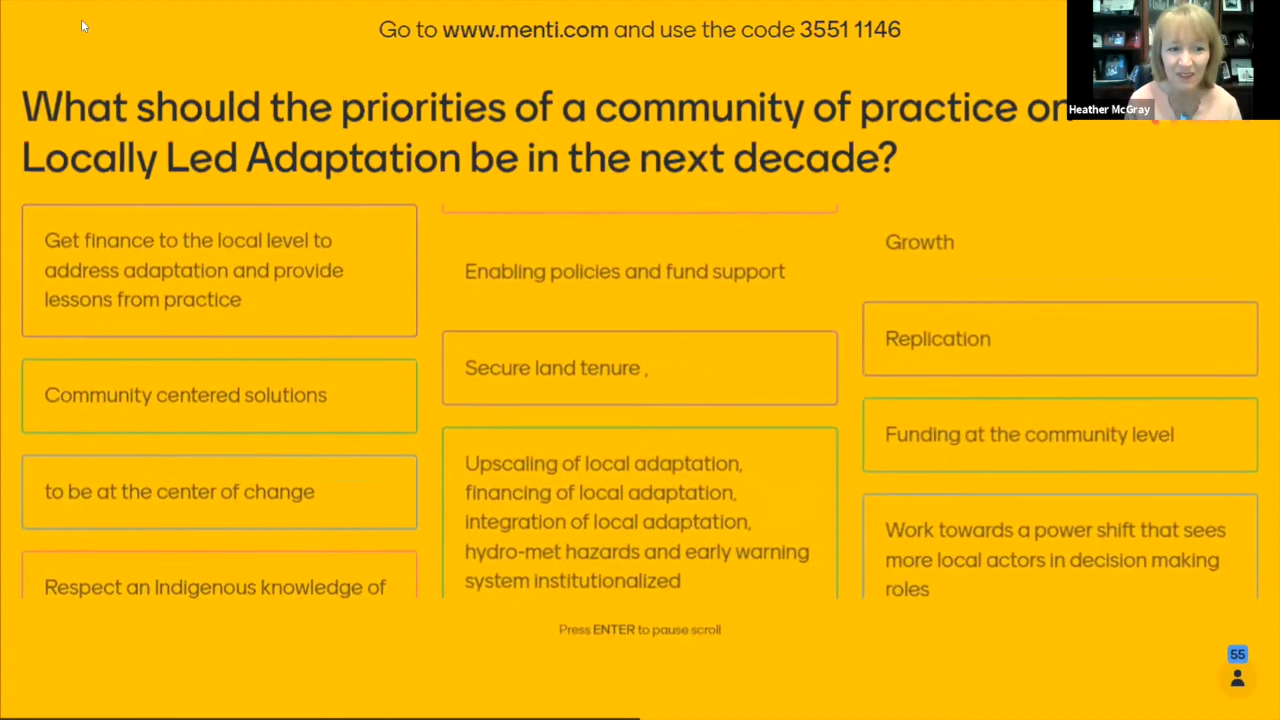 Go to www.menti.com and use the code 3551 1146
Heather McGray
What should the priorities of a community of practice on
Locally Led Adaptation be in the next decade?
Get finance to the local level to
address adaptation and provide
lessons from practice
Community centered solutions
to be at the center of change
Respect an Indigenous knowledge of
Enabling policies and fund support
Secure land tenure ,
Upscaling of local adaptation,
financing of local adaptation,
integration of local adaptation,
hydro-met hazards and early warning
system institutionalized
Growth
Replication
Funding at the community level
Work towards a power shift that sees
more local actors in decision making
roles
Press ENTER to pause scroll
55